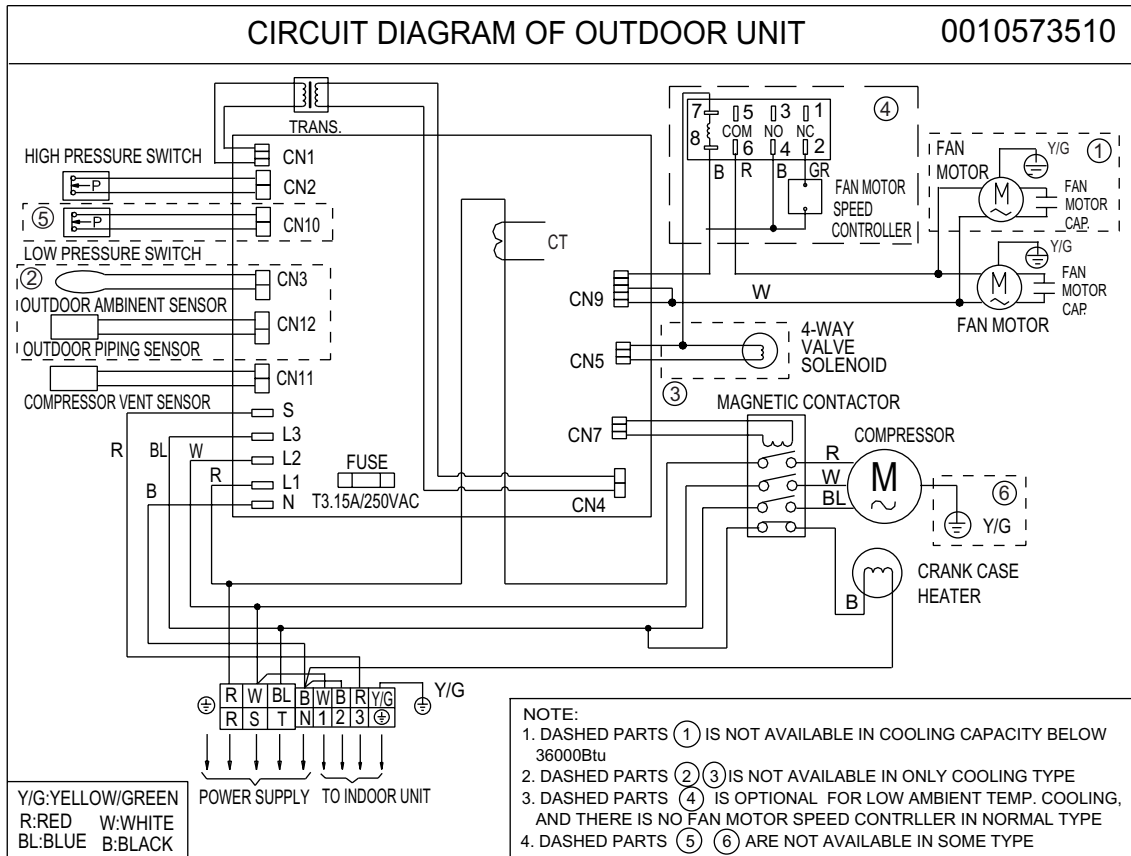 CIRCUIT DIAGRAM OF OUTDOOR UNIT 0010573510
TRANS.
HIGH PRESSURE SWITCH
CN1
P
CN2
5
P
CN10
LOW PRESSURE SWITCH
2
CN3
OUTDOOR AMBINENT SENSOR
CN12
OUTDOOR PIPING SENSOR
CN11
COMPRESSOR VENT SENSOR
S
L3
L2
L1
N
R
BL
W
R
B
FUSE
T3.15A/250VAC
CT
CN9
CN5
CN7
CN4
7 5 3 1
COM NO NC
8 6 4 2
B R B GR
4
FAN MOTOR
SPEED
CONTROLLER
FAN
MOTOR
Y/G
1
M
FAN
MOTOR
CAP.
Y/G
M
FAN
MOTOR
CAP.
FAN MOTOR
W
4-WAY
VALVE
SOLENOID
3
MAGNETIC CONTACTOR
COMPRESSOR
R
W
BL
M
6
Y/G
CRANK CASE
HEATER
B
R W BL B W B R Y/G
R S T N 1 2 3
Y/G
POWER SUPPLY TO INDOOR UNIT
Y/G:YELLOW/GREEN
R:RED W:WHITE
BL:BLUE B:BLACK
NOTE:
1. DASHED PARTS 1 IS NOT AVAILABLE IN COOLING CAPACITY BELOW
36000Btu
2. DASHED PARTS 2 3 IS NOT AVAILABLE IN ONLY COOLING TYPE
3. DASHED PARTS 4 IS OPTIONAL FOR LOW AMBIENT TEMP. COOLING,
AND THERE IS NO FAN MOTOR SPEED CONTRLLER IN NORMAL TYPE
4. DASHED PARTS 5 6 ARE NOT AVAILABLE IN SOME TYPE